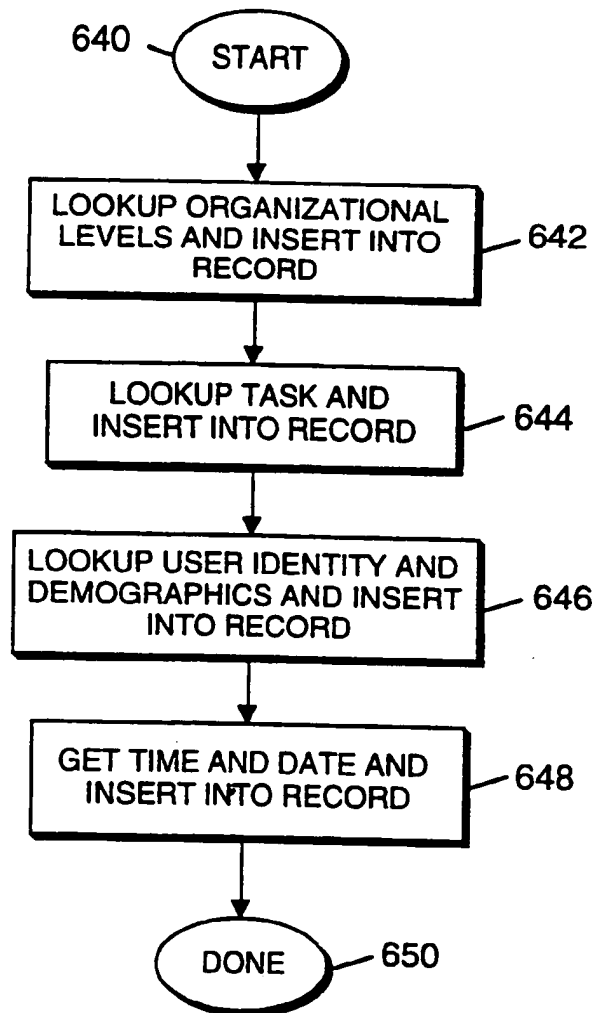 640
START
LOOKUP ORGANIZATIONAL
LEVELS AND INSERT INTO
RECORD
642
LOOKUP TASK AND
INSERT INTO RECORD
644
LOOKUP USER IDENTITY AND
DEMOGRAPHICS AND INSERT
INTO RECORD
646
GET TIME AND DATE AND
INSERT INTO RECORD
648
DONE
650